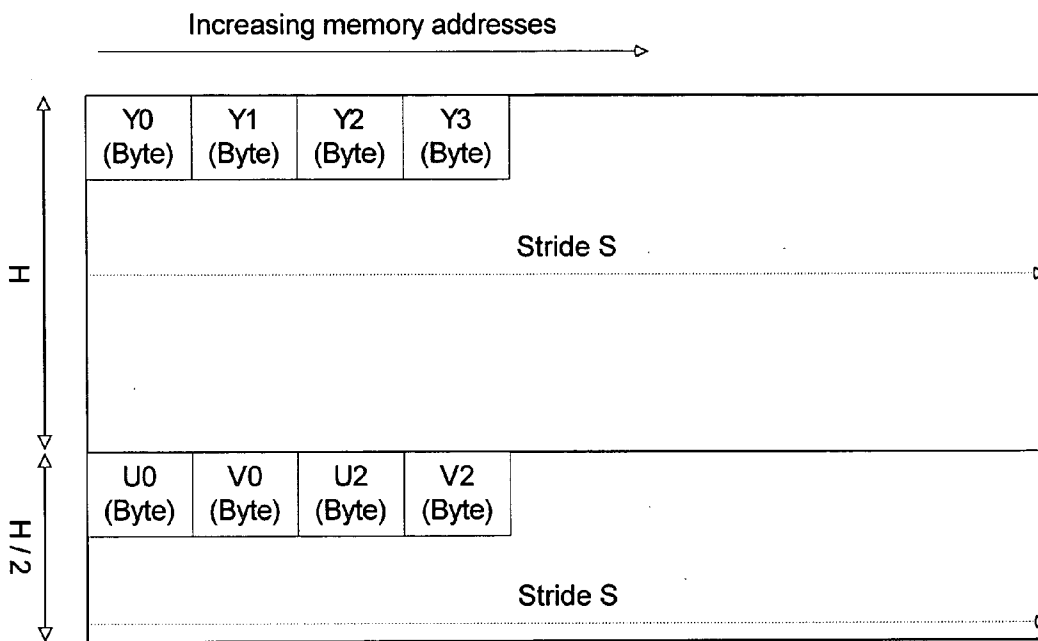 Increasing memory addresses
Y0 Y1 Y2 Y3
(Byte) (Byte) (Byte) (Byte)
Stride S
H
U0 V0 U2 V2
(Byte) (Byte) (Byte) (Byte)
H / 2
Stride S